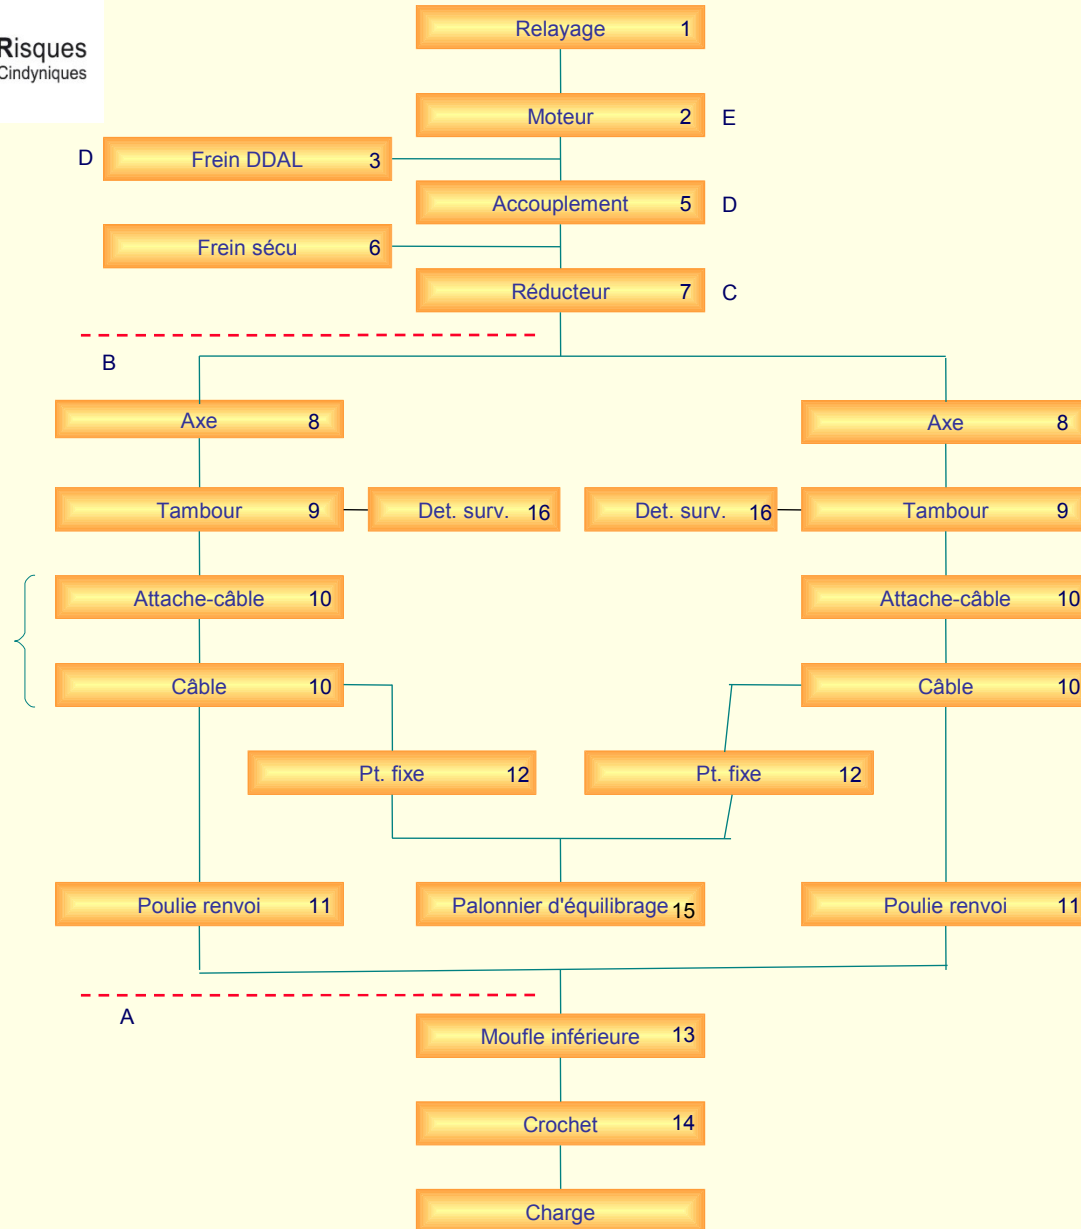 Risques
Cindyniques
Relayage 1
Moteur 2 E
D Frein DDAL 3
Accouplement 5 D
Frein sécu 6
Réducteur 7 C
B
Axe 8 Axe 8
Tambour 9 Det. surv. 16 Det. surv. 16 Tambour 9
Attache-câble 10 Attache-câble 10
Câble 10 Câble 10
Pt. fixe 12 Pt. fixe 12
Poulie renvoi 11 Palonnier d'équilibrage 15 Poulie renvoi 11
A
Moufle inférieure 13
Crochet 14
Charge